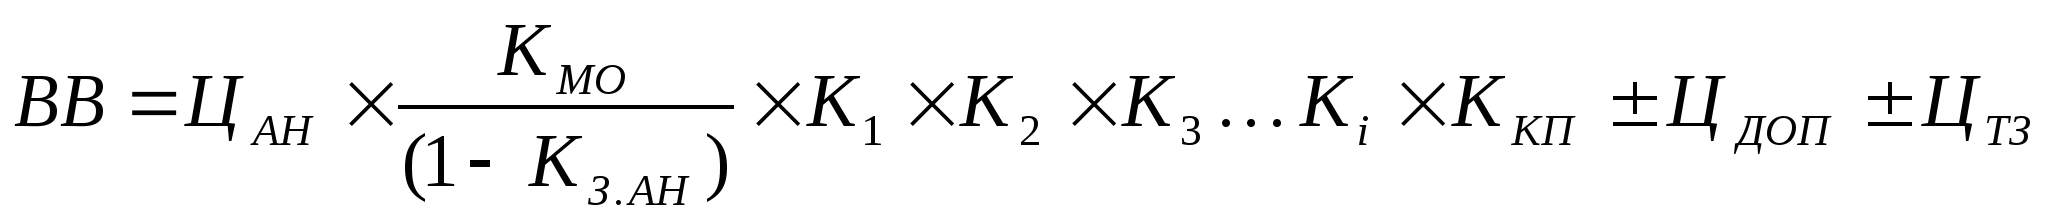 ВВ = Ц_АН × К_МО / (1 - К_З.АН) × К_1 × К_2 × К_3 … К_i × К_КП ± Ц_ДОП ± Ц_ТЗ